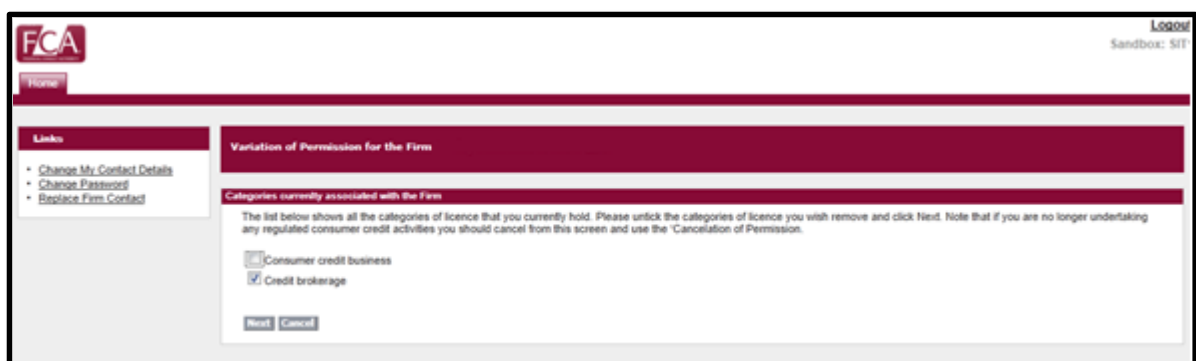 Logout
FCA
Sandbox: SIT
Home
Links
Change My Contact Details
Change Password
Replace Firm Contact
Variation of Permission for the Firm
Categories currently associated with the Firm
The list below shows all the categories of licence that you currently hold. Please untick the categories of licence you wish remove and click Next. Note that if you are no longer undertaking
any regulated consumer credit activities you should cancel from this screen and use the 'Cancelation of Permission.
Consumer credit business
Credit brokerage
Next Cancel